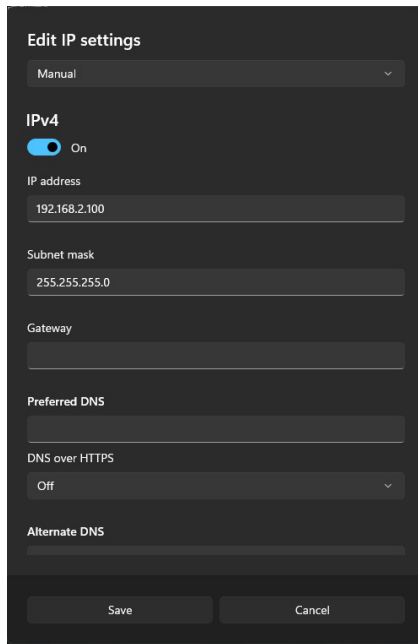 Edit IP settings
Manual
IPv4
On
IP address
192.168.2.100
Subnet mask
255.255.255.0
Gateway
Preferred DNS
DNS over HTTPS
Off
Alternate DNS
Save
Cancel